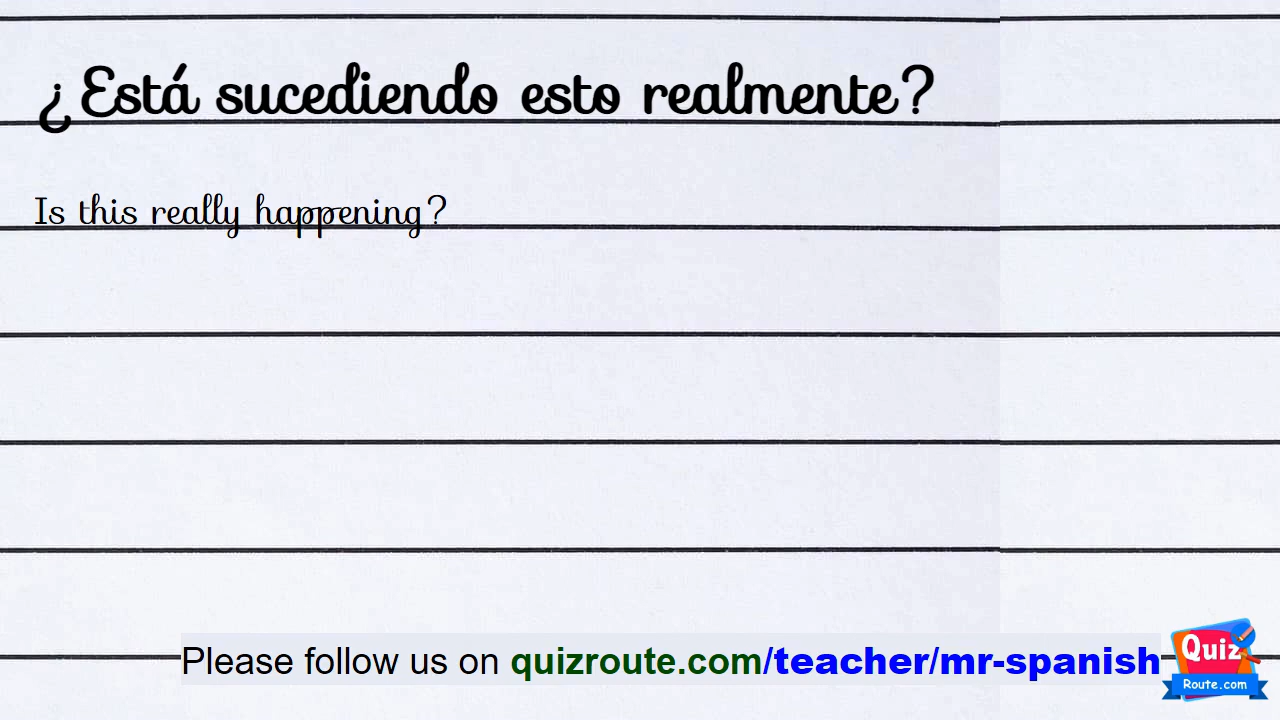 ¿Está sucediendo esto realmente?
Is this really happening?
Please follow us on quizroute.com/teacher/mr-spanish
Quiz
Route.com